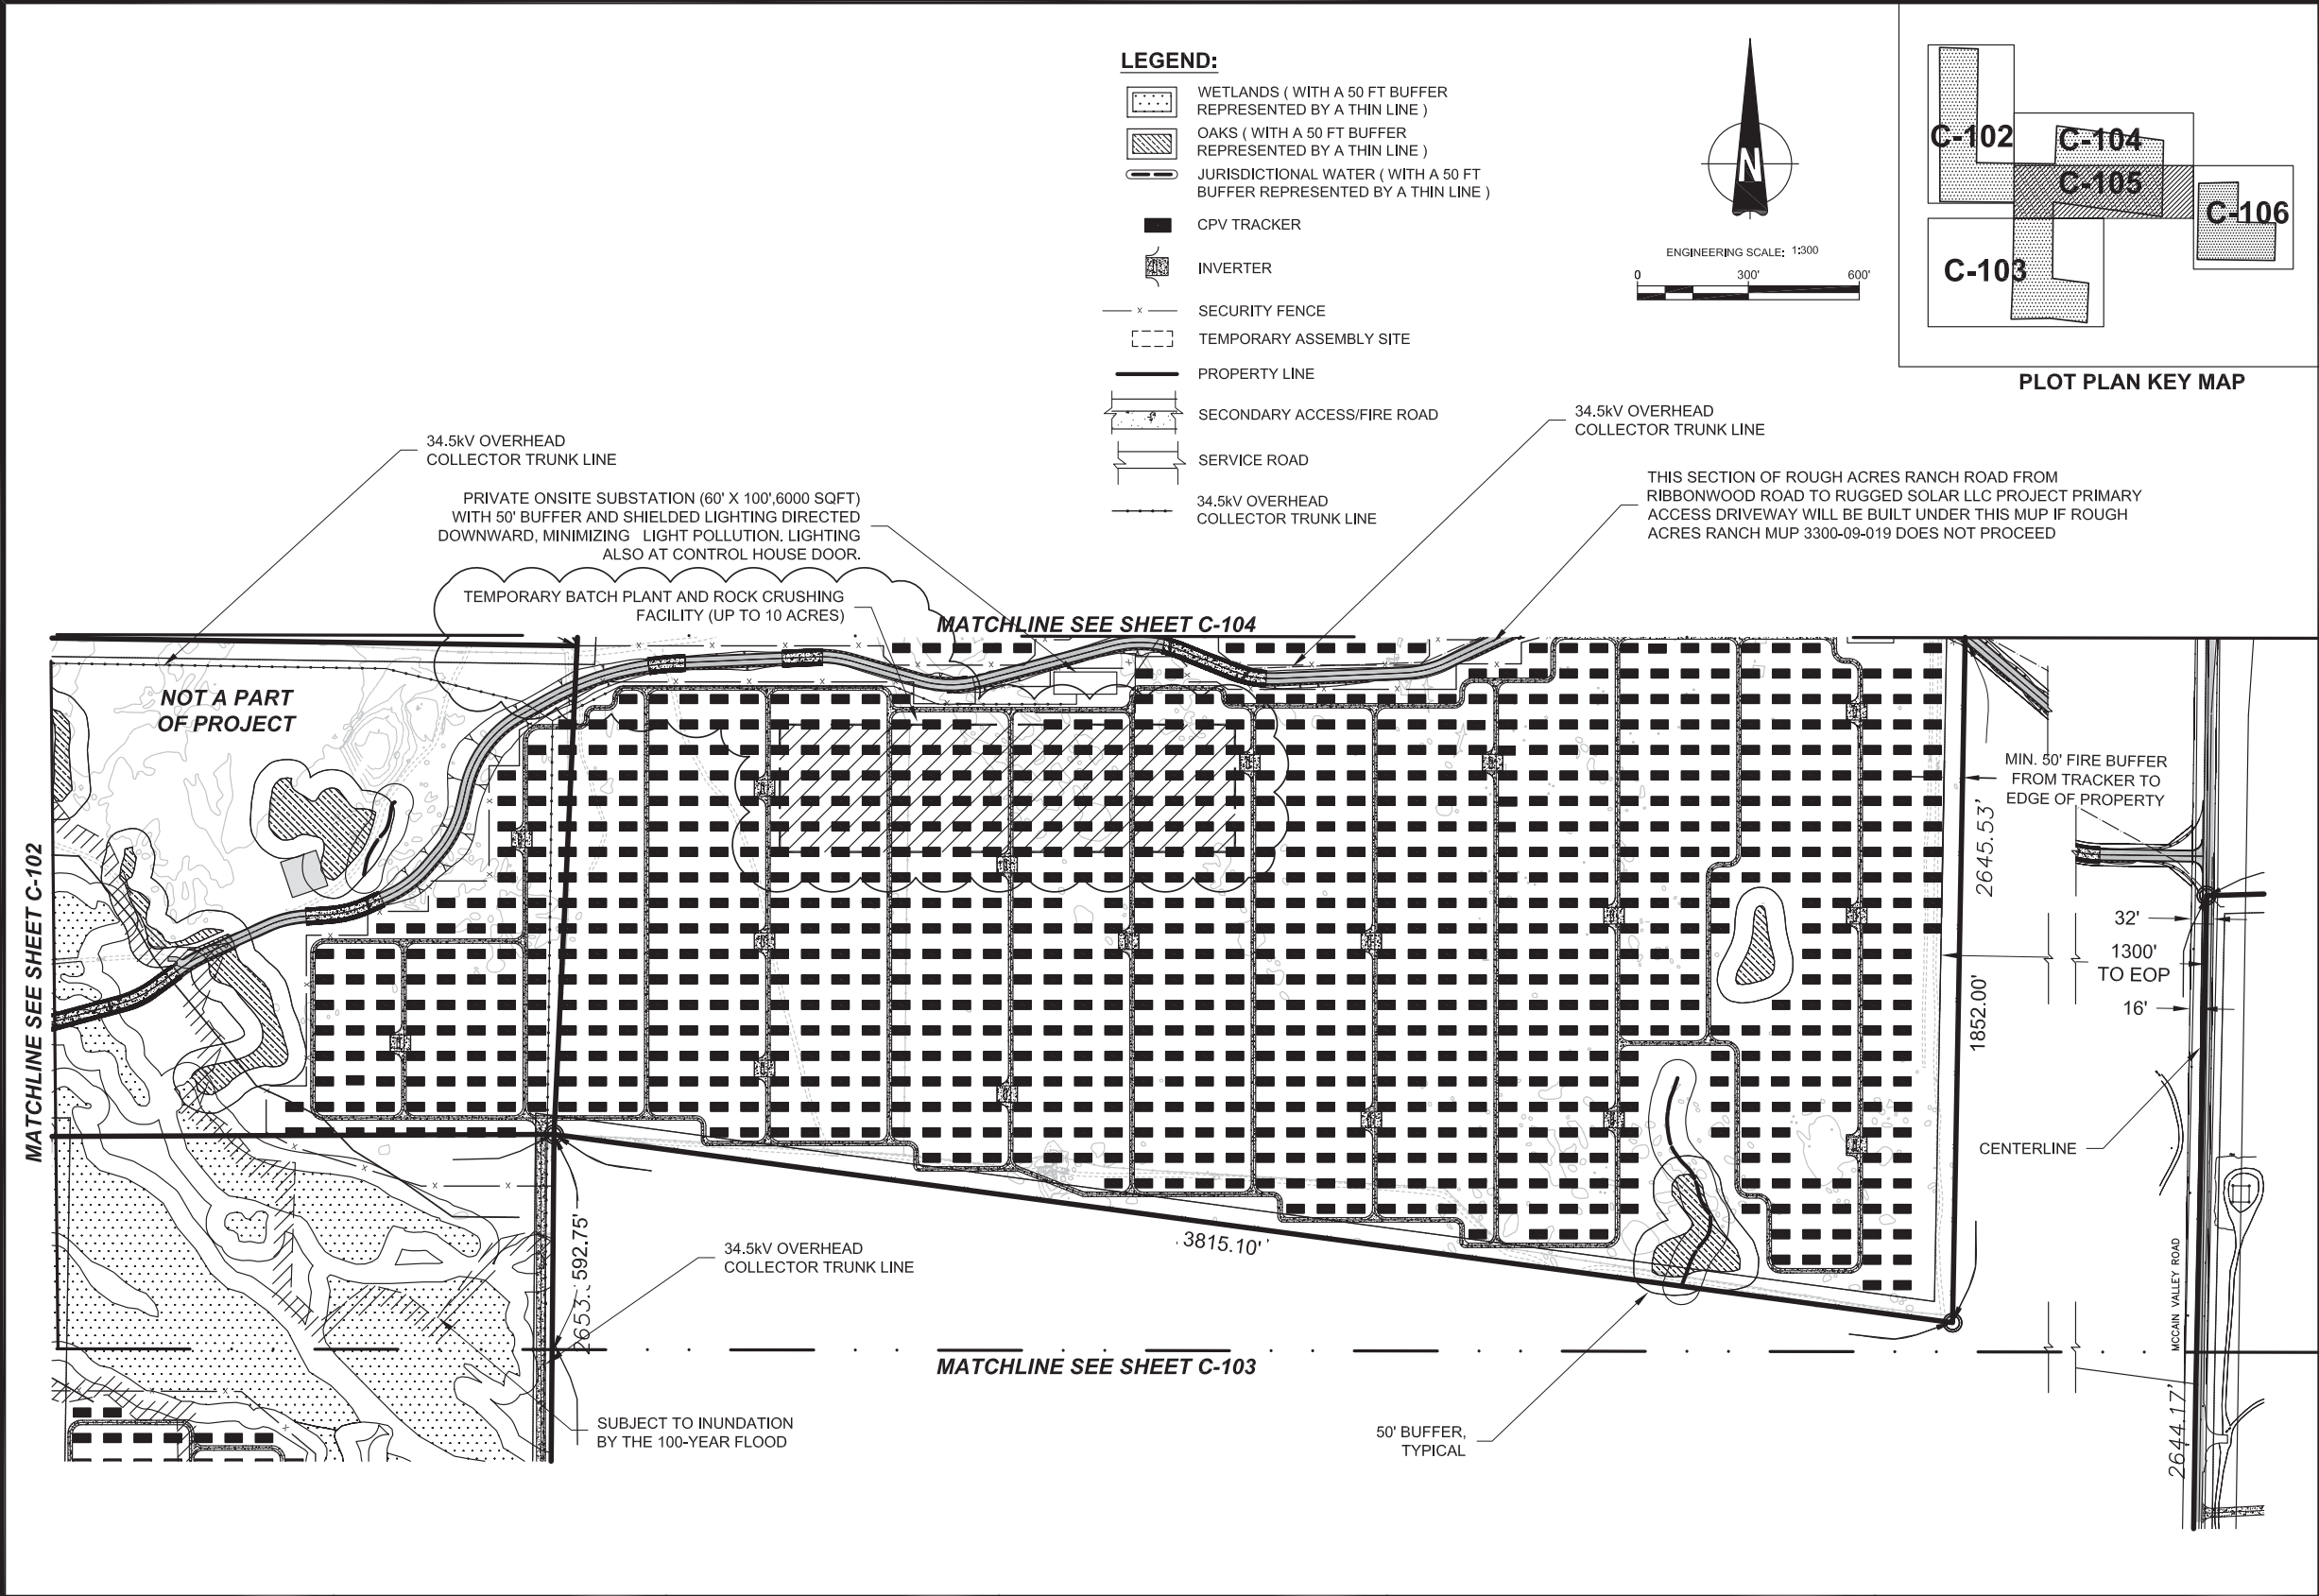 LEGEND:
WETLANDS ( WITH A 50 FT BUFFER
REPRESENTED BY A THIN LINE )
OAKS ( WITH A 50 FT BUFFER
REPRESENTED BY A THIN LINE )
JURISDICTIONAL WATER ( WITH A 50 FT
BUFFER REPRESENTED BY A THIN LINE )
CPV TRACKER
INVERTER
x
SECURITY FENCE
TEMPORARY ASSEMBLY SITE
PROPERTY LINE
SECONDARY ACCESS/FIRE ROAD
SERVICE ROAD
34.5kV OVERHEAD
COLLECTOR TRUNK LINE
N
ENGINEERING SCALE: 1:300
0 300' 600'
C-102
C-104
C-105
C-106
C-103
PLOT PLAN KEY MAP
34.5kV OVERHEAD
COLLECTOR TRUNK LINE
34.5kV OVERHEAD
COLLECTOR TRUNK LINE
PRIVATE ONSITE SUBSTATION (60' X 100',6000 SQFT)
WITH 50' BUFFER AND SHIELDED LIGHTING DIRECTED
DOWNWARD, MINIMIZING LIGHT POLLUTION. LIGHTING
ALSO AT CONTROL HOUSE DOOR.
THIS SECTION OF ROUGH ACRES RANCH ROAD FROM
RIBBONWOOD ROAD TO RUGGED SOLAR LLC PROJECT PRIMARY
ACCESS DRIVEWAY WILL BE BUILT UNDER THIS MUP IF ROUGH
ACRES RANCH MUP 3300-09-019 DOES NOT PROCEED
TEMPORARY BATCH PLANT AND ROCK CRUSHING
FACILITY (UP TO 10 ACRES)
MATCHLINE SEE SHEET C-104
NOT A PART
OF PROJECT
MIN. 50' FIRE BUFFER
FROM TRACKER TO
EDGE OF PROPERTY
2645.53'
MATCHLINE SEE SHEET C-102
32'
1300'
TO EOP
16'
1852.00'
CENTERLINE
592.75'
3815.10'
34.5kV OVERHEAD
COLLECTOR TRUNK LINE
MCCAIN VALLEY ROAD
MATCHLINE SEE SHEET C-103
2644.17'
SUBJECT TO INUNDATION
BY THE 100-YEAR FLOOD
50' BUFFER,
TYPICAL